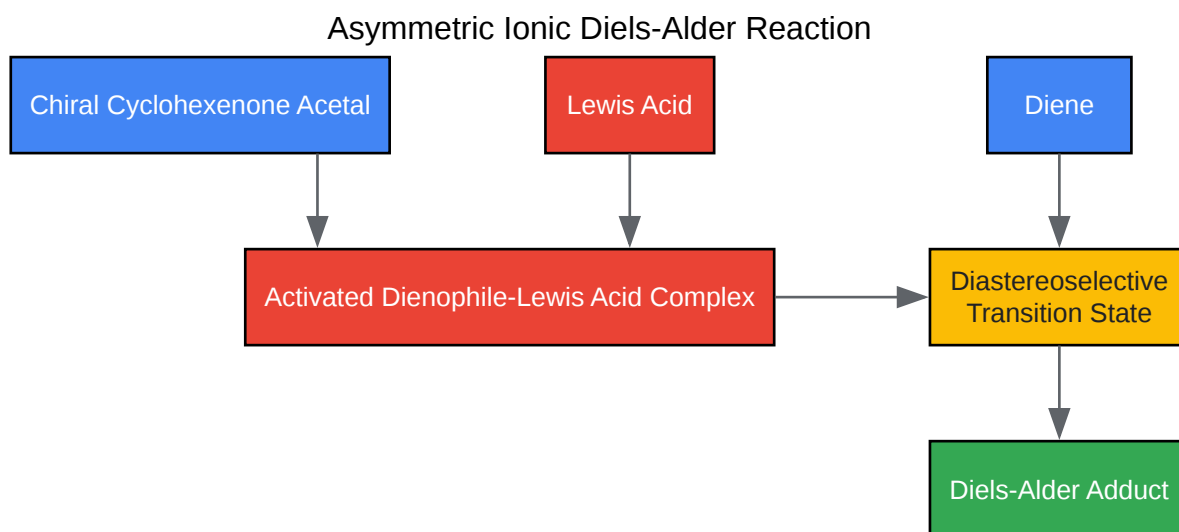 Asymmetric Ionic Diels-Alder Reaction
Chiral Cyclohexenone Acetal
Lewis Acid
Diene
Activated Dienophile-Lewis Acid Complex
Diastereoselective
Transition State
Diels-Alder Adduct